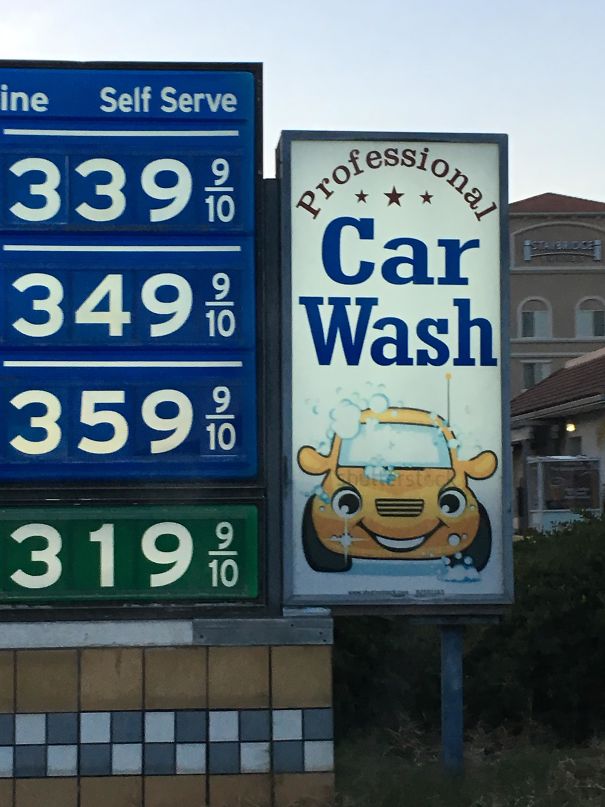 ine Self Serve
339 9/10
349 9/10
359 9/10
319 9/10
Professional
Car
Wash
shutterstock
STAYBRIDGE